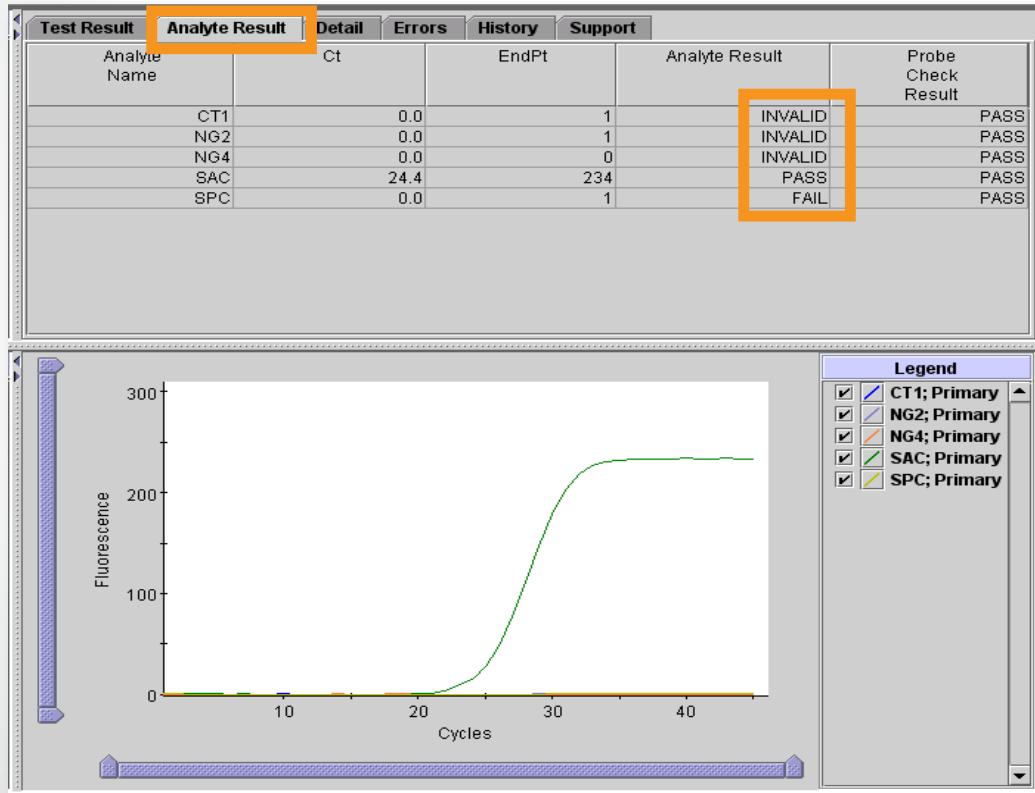 Test Result Analyte Result Detail Errors History Support
Analyte Name Ct EndPt Analyte Result Probe Check Result
CT1 0.0 1 INVALID PASS
NG2 0.0 1 INVALID PASS
NG4 0.0 0 INVALID PASS
SAC 24.4 234 PASS PASS
SPC 0.0 1 FAIL PASS
Legend
CT1; Primary
NG2; Primary
NG4; Primary
SAC; Primary
SPC; Primary
300
200
100
0
Fluorescence
10 20 30 40
Cycles